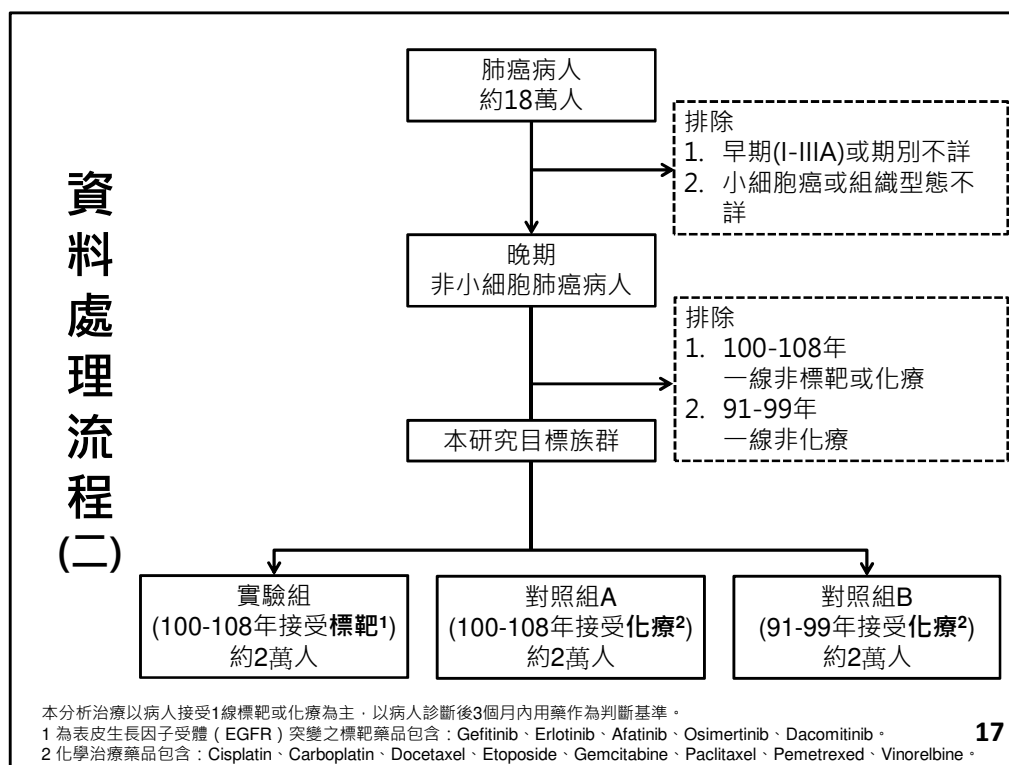 資料處理流程(二)
肺癌病人
約18萬人
排除
1. 早期(I-IIIA)或期別不詳
2. 小細胞癌或組織型態不
詳
晚期
非小細胞肺癌病人
排除
1. 100-108年
一線非標靶或化療
2. 91-99年
一線非化療
本研究目標族群
實驗組
(100-108年接受標靶¹)
約2萬人
對照組A
(100-108年接受化療²)
約2萬人
對照組B
(91-99年接受化療²)
約2萬人
本分析治療以病人接受1線標靶或化療為主，以病人診斷後3個月內用藥作為判斷基準。
1 為表皮生長因子受體（EGFR）突變之標靶藥品包含：Gefitinib、Erlotinib、Afatinib、Osimertinib、Dacomitinib。
2 化學治療藥品包含：Cisplatin、Carboplatin、Docetaxel、Etoposide、Gemcitabine、Paclitaxel、Pemetrexed、Vinorelbine。
17